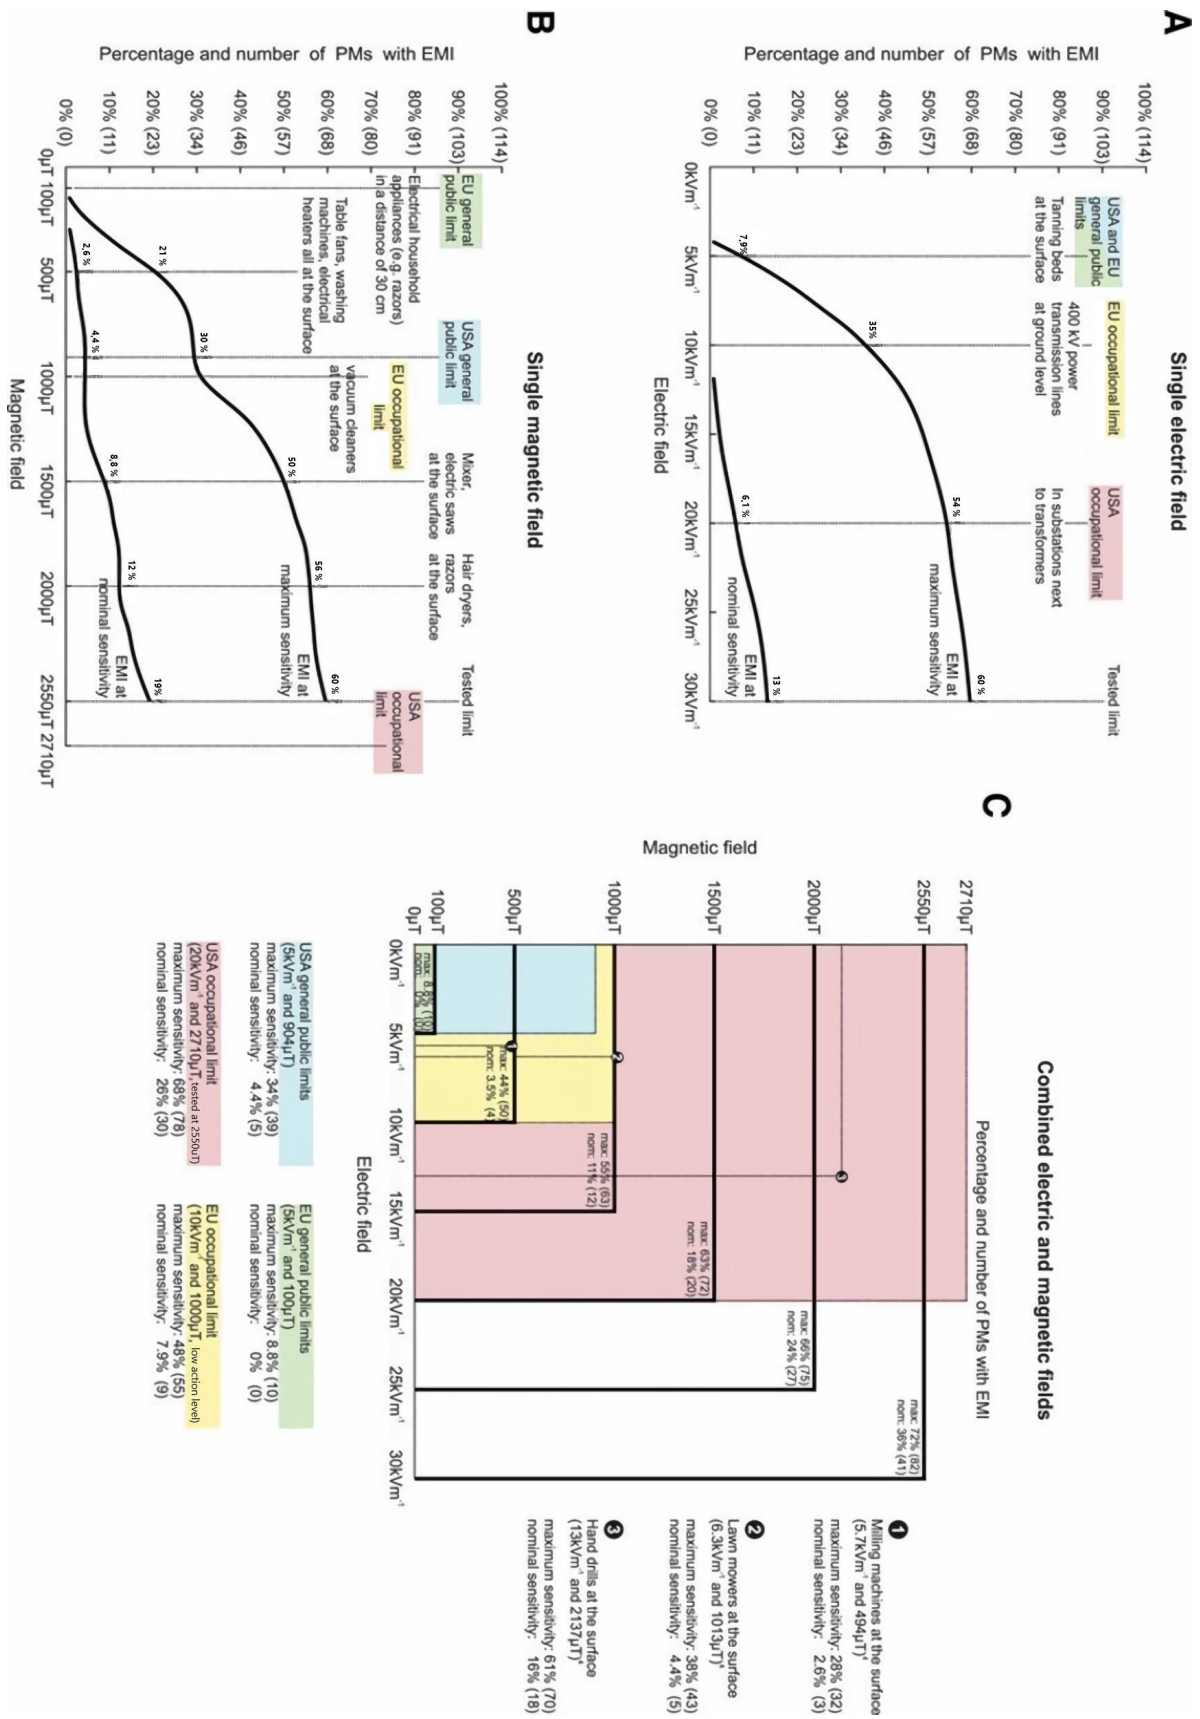 A
Single electric field
Percentage and number of PMs with EMI
100% (114)
90% (103)
80% (91)
70% (80)
60% (68)
50% (57)
40% (46)
30% (34)
20% (23)
10% (11)
0% (0)
USA and EU
general public
limits
Tanning beds
at the surface
EU occupational limit
400 kV power
transmission lines
at ground level
USA
occupational limit
In substations next
to transformers
Tested limit
7,9%
35%
54 %
60 %
6,1 %
13 %
EMI at
maximum sensitivity
EMI at
nominal sensitivity
0kVm⁻¹
5kVm⁻¹
10kVm⁻¹
15kVm⁻¹
20kVm⁻¹
25kVm⁻¹
30kVm⁻¹
Electric field
B
Single magnetic field
Percentage and number of PMs with EMI
100% (114)
90% (103)
80% (91)
70% (80)
60% (68)
50% (57)
40% (46)
30% (34)
20% (23)
10% (11)
0% (0)
EU general
public limit
Electrical household
appliances (e.g. razors)
in a distance of 30 cm
Table fans, washing
machines, electrical
heaters all at the surface
USA general
public limit
EU occupational
limit
vacuum cleaners
at the surface
Mixer,
electric saws
at the surface
Hair dryers,
razors
at the surface
Tested limit
USA
occupational
limit
21 %
30 %
50 %
56 %
60 %
2,6 %
4,4 %
8,8 %
12 %
19%
EMI at
maximum sensitivity
EMI at
nominal sensitivity
0µT
100µT
500µT
1000µT
1500µT
2000µT
2550µT
2710µT
Magnetic field
C
Combined electric and magnetic fields
Percentage and number of PMs with EMI
Magnetic field
2710µT
2550µT
2000µT
1500µT
1000µT
500µT
100µT
0µT
max: 72% (82)
nom: 36% (41)
max: 66% (75)
nom: 24% (27)
max: 63% (72)
nom: 18% (20)
max: 55% (63)
nom: 11% (12)
max: 44% (50)
nom: 3.5% (4)
max: 8.8% (10)
nom: 0% (0)
1
2
3
0kVm⁻¹
5kVm⁻¹
10kVm⁻¹
15kVm⁻¹
20kVm⁻¹
25kVm⁻¹
30kVm⁻¹
Electric field
1
Milling machines at the surface
(5.7kVm⁻¹ and 494µT)⁴
maximum sensitivity: 28% (32)
nominal sensitivity: 2.6% (3)
2
Lawn mowers at the surface
(6.3kVm⁻¹ and 1013µT)⁴
maximum sensitivity: 38% (43)
nominal sensitivity: 4.4% (5)
3
Hand drills at the surface
(13kVm⁻¹ and 2137µT)⁴
maximum sensitivity: 61% (70)
nominal sensitivity: 16% (18)
USA general public limits
(5kVm⁻¹ and 904µT)
maximum sensitivity: 34% (39)
nominal sensitivity: 4.4% (5)
EU general public limits
(5kVm⁻¹ and 100µT)
maximum sensitivity: 8.8% (10)
nominal sensitivity: 0% (0)
USA occupational limit
(20kVm⁻¹ and 2710µT, tested at 2550uT)
maximum sensitivity: 68% (78)
nominal sensitivity: 26% (30)
EU occupational limit
(10kVm⁻¹ and 1000µT, low action level)
maximum sensitivity: 48% (55)
nominal sensitivity: 7.9% (9)